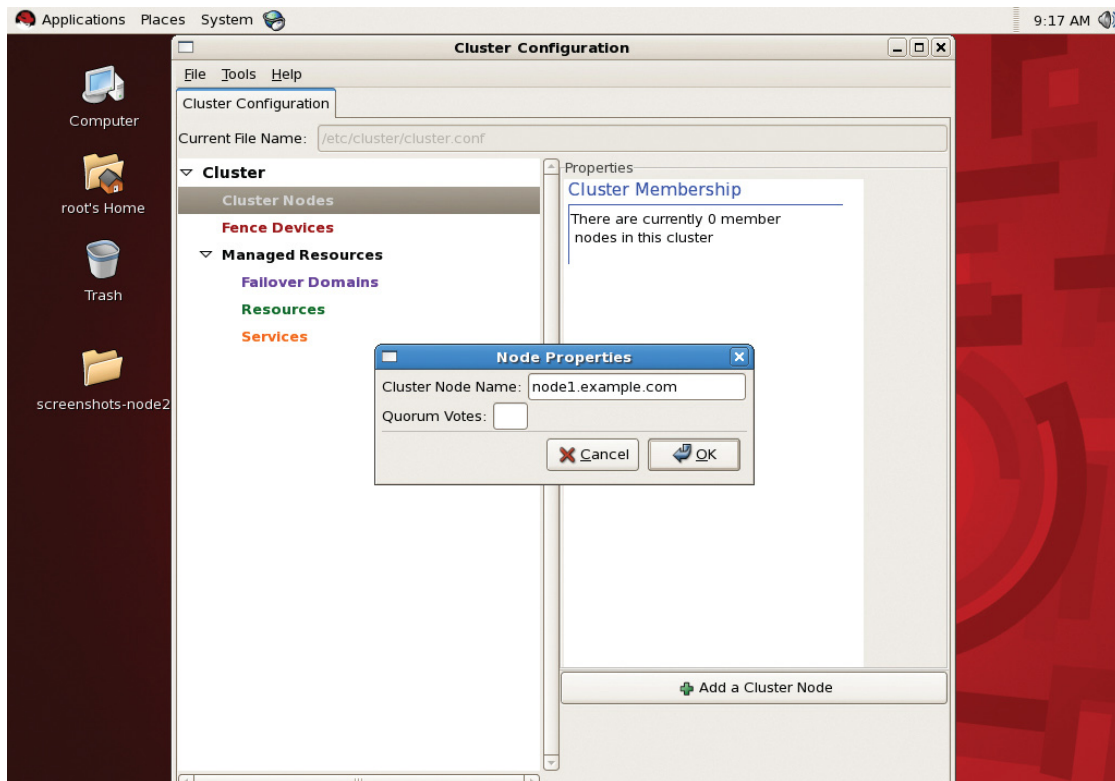 Applications Places System 9:17 AM
Cluster Configuration
File Tools Help
Cluster Configuration
Current File Name: /etc/cluster/cluster.conf
Cluster
Cluster Nodes
Fence Devices
Managed Resources
Failover Domains
Resources
Services
Properties
Cluster Membership
There are currently 0 member
nodes in this cluster
Node Properties
Cluster Node Name: node1.example.com
Quorum Votes:
Cancel OK
Add a Cluster Node
Computer
root's Home
Trash
screenshots-node2